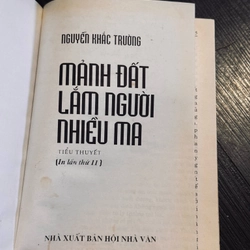 NGUYỄN KHẮC TRƯỜNG
MẢNH ĐẤT
LẮM NGƯỜI
NHIỀU MA
TIỂU THUYẾT
(In lần thứ 11)
NHÀ XUẤT BẢN HỘI NHÀ VĂN